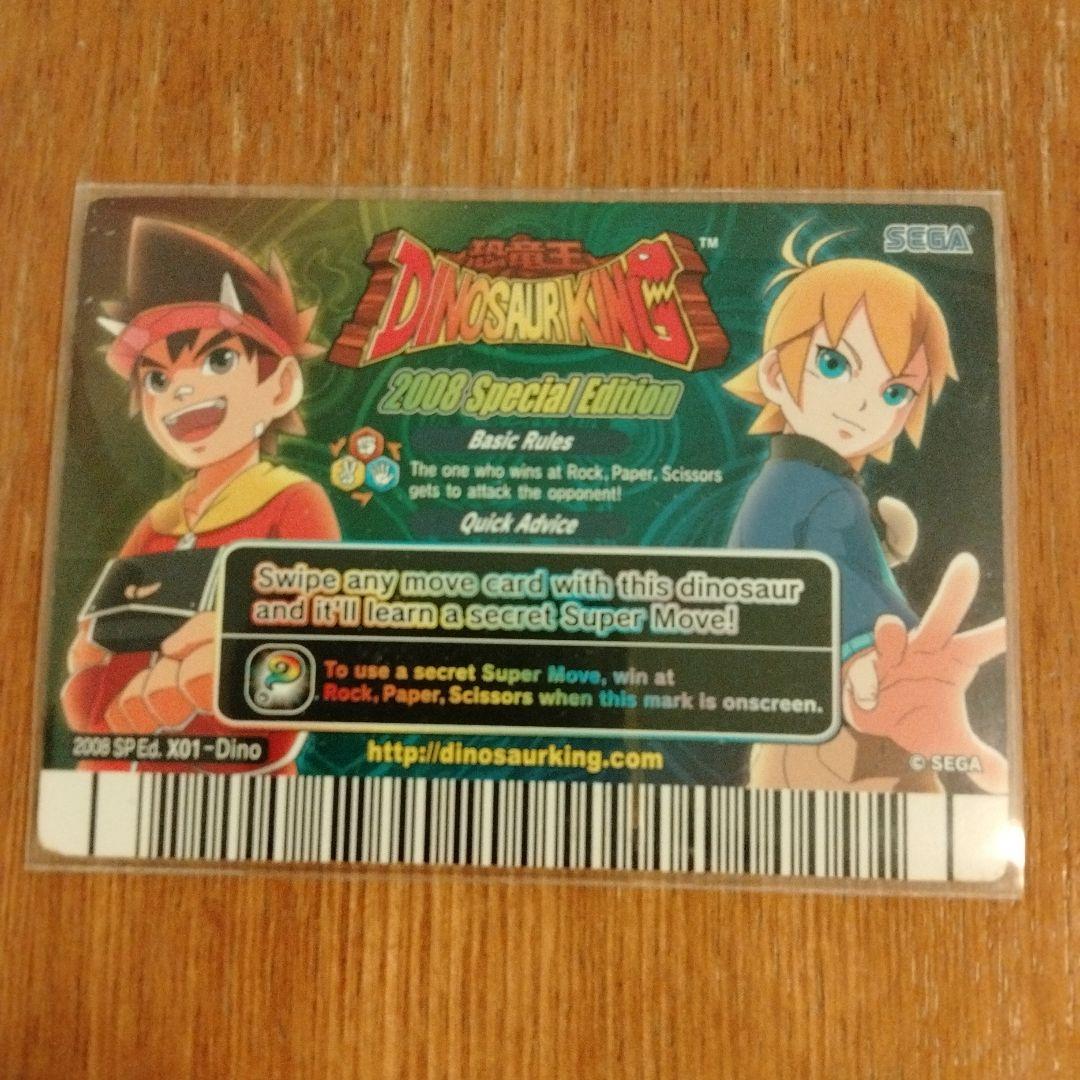 SEGA
恐竜王
DINOSAUR KING™
2008 Special Edition
Basic Rules
The one who wins at Rock, Paper, Scissors
gets to attack the opponent!
Quick Advice
Swipe any move card with this dinosaur
and it'll learn a secret Super Move!
?
To use a secret Super Move, win at
Rock, Paper, Scissors when this mark is onscreen.
2008 SP Ed. X01-Dino
http://dinosaurking.com
© SEGA